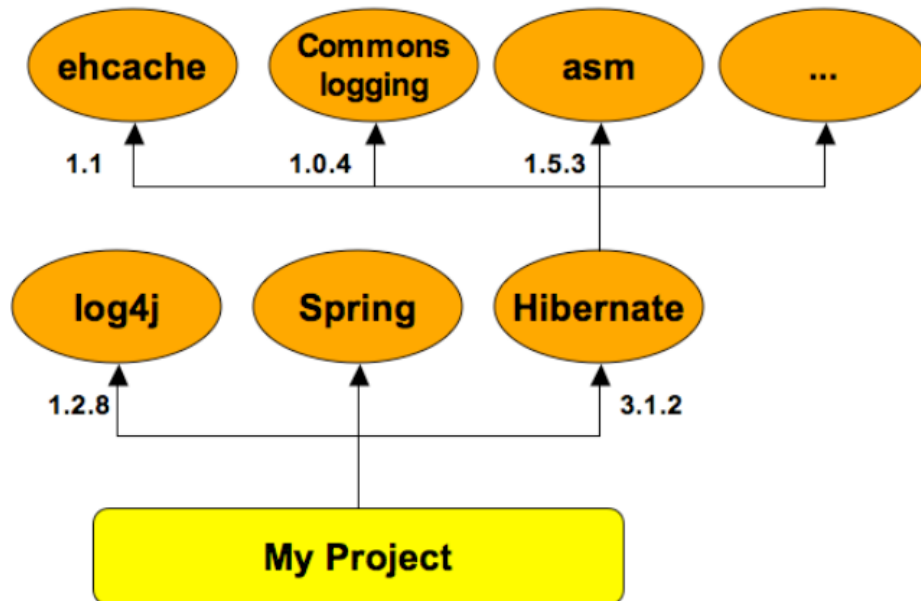 ehcache
Commons
logging
asm
...
1.1
1.0.4
1.5.3
log4j
Spring
Hibernate
1.2.8
3.1.2
My Project